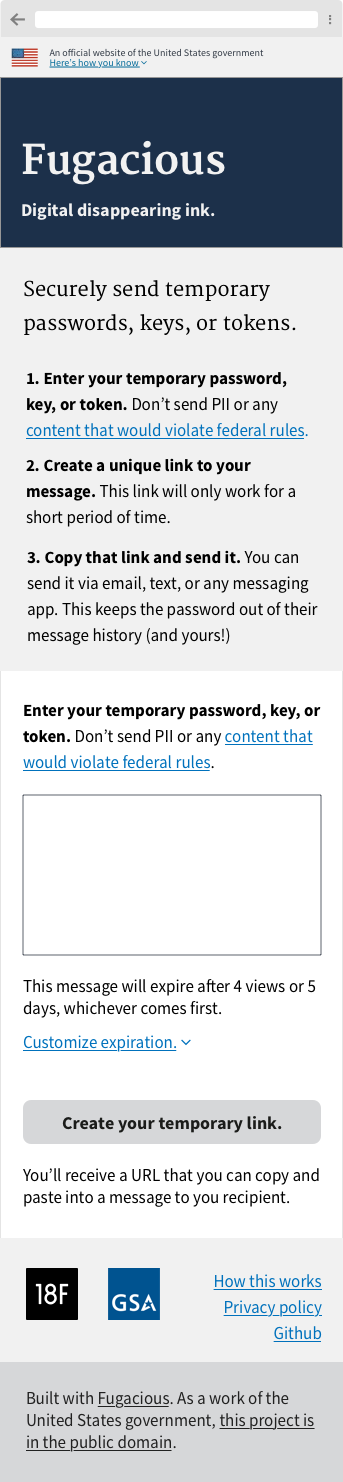 An official website of the United States government
Here's how you know
Fugacious
Digital disappearing ink.
Securely send temporary
passwords, keys, or tokens.
1. Enter your temporary password,
key, or token. Don’t send PII or any
content that would violate federal rules.
2. Create a unique link to your
message. This link will only work for a
short period of time.
3. Copy that link and send it. You can
send it via email, text, or any messaging
app. This keeps the password out of their
message history (and yours!)
Enter your temporary password, key, or
token. Don’t send PII or any content that
would violate federal rules.
This message will expire after 4 views or 5
days, whichever comes first.
Customize expiration.
Create your temporary link.
You’ll receive a URL that you can copy and
paste into a message to you recipient.
18F
GSA
How this works
Privacy policy
Github
Built with Fugacious. As a work of the
United States government, this project is
in the public domain.